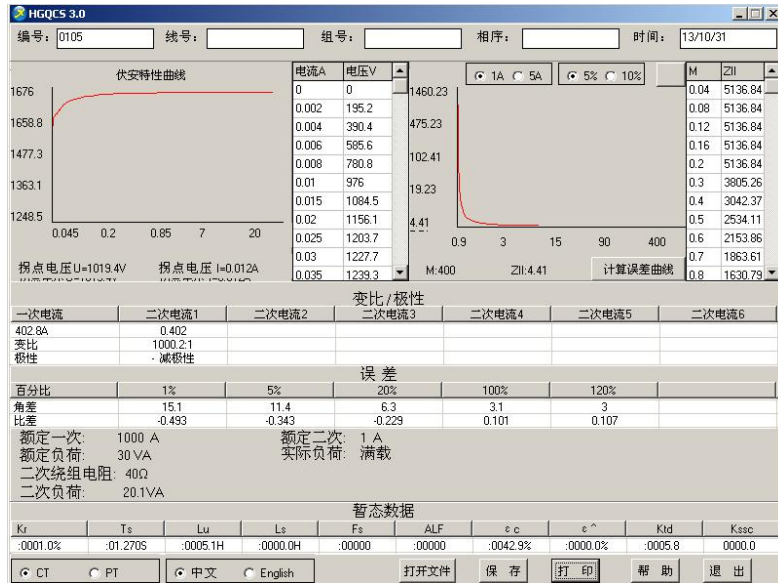 HGQCS 3.0
编号: 0105 线号: 组号: 相序: 时间: 13/10/31
伏安特性曲线
1676
1658.8
1477.3
1363.1
1248.5
0.045 0.2 0.85 7 20
拐点电压U=1019.4V 拐点电压 I=0.012A
电流A 电压V
0 0
0.002 195.2
0.004 390.4
0.006 585.6
0.008 780.8
0.01 976
0.015 1084.5
0.02 1156.1
0.025 1203.7
0.03 1227.7
0.035 1239.3
1A 5A 5% 10%
1460.23
475.23
102.41
19.23
4.41
0.9 3 15 90 400
M:400 ZII:4.41 计算误差曲线
M ZII
0.04 5136.84
0.08 5136.84
0.12 5136.84
0.16 5136.84
0.2 5136.84
0.3 3805.26
0.4 3042.37
0.5 2534.11
0.6 2153.86
0.7 1863.61
0.8 1630.79
变比/极性
一次电流 二次电流1 二次电流2 二次电流3 二次电流4 二次电流5 二次电流6
402.8A 0.402
变比 1000.2:1
极性 - 减极性
误 差
百分比 1% 5% 20% 100% 120%
角差 15.1 11.4 6.3 3.1 3
比差 -0.493 -0.343 -0.229 0.101 0.107
额定一次: 1000 A 额定二次: 1 A
额定负荷: 30 VA 实际负荷: 满载
二次绕组电阻: 40Ω
二次负荷: 20.1VA
暂态数据
Kr Ts Lu Ls Fs ALF ε c ε ^ Ktd Kssc
:0001.0% :01.270S :0005.1H :0000.0H :00000 :00000 :0042.9% :0000.0% :0005.8 0000.0
CT PT 中文 English 打开文件 保 存 打 印 帮 助 退 出